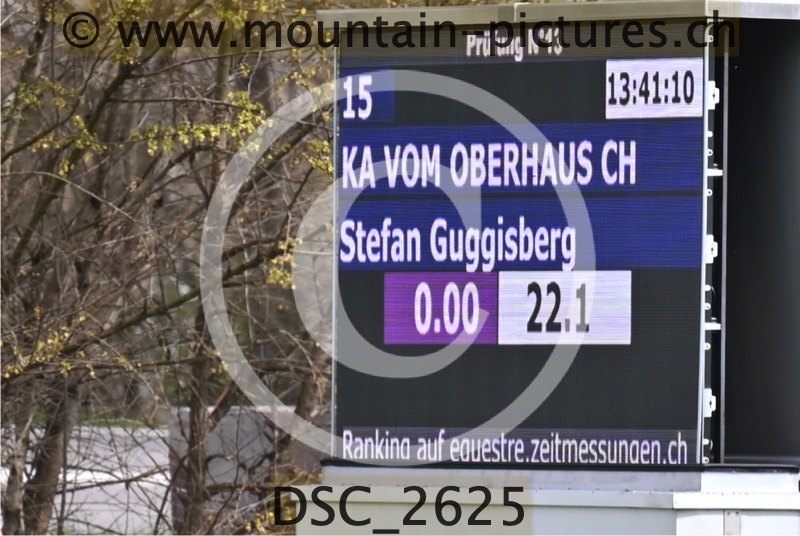 © www.mountain-pictures.ch
Prüfung
15
13:41:10
KA VOM OBERHAUS CH
Stefan Guggisberg
0.00 22.1
Ranking auf equestre.zeitmessungen.ch
©
DSC_2625